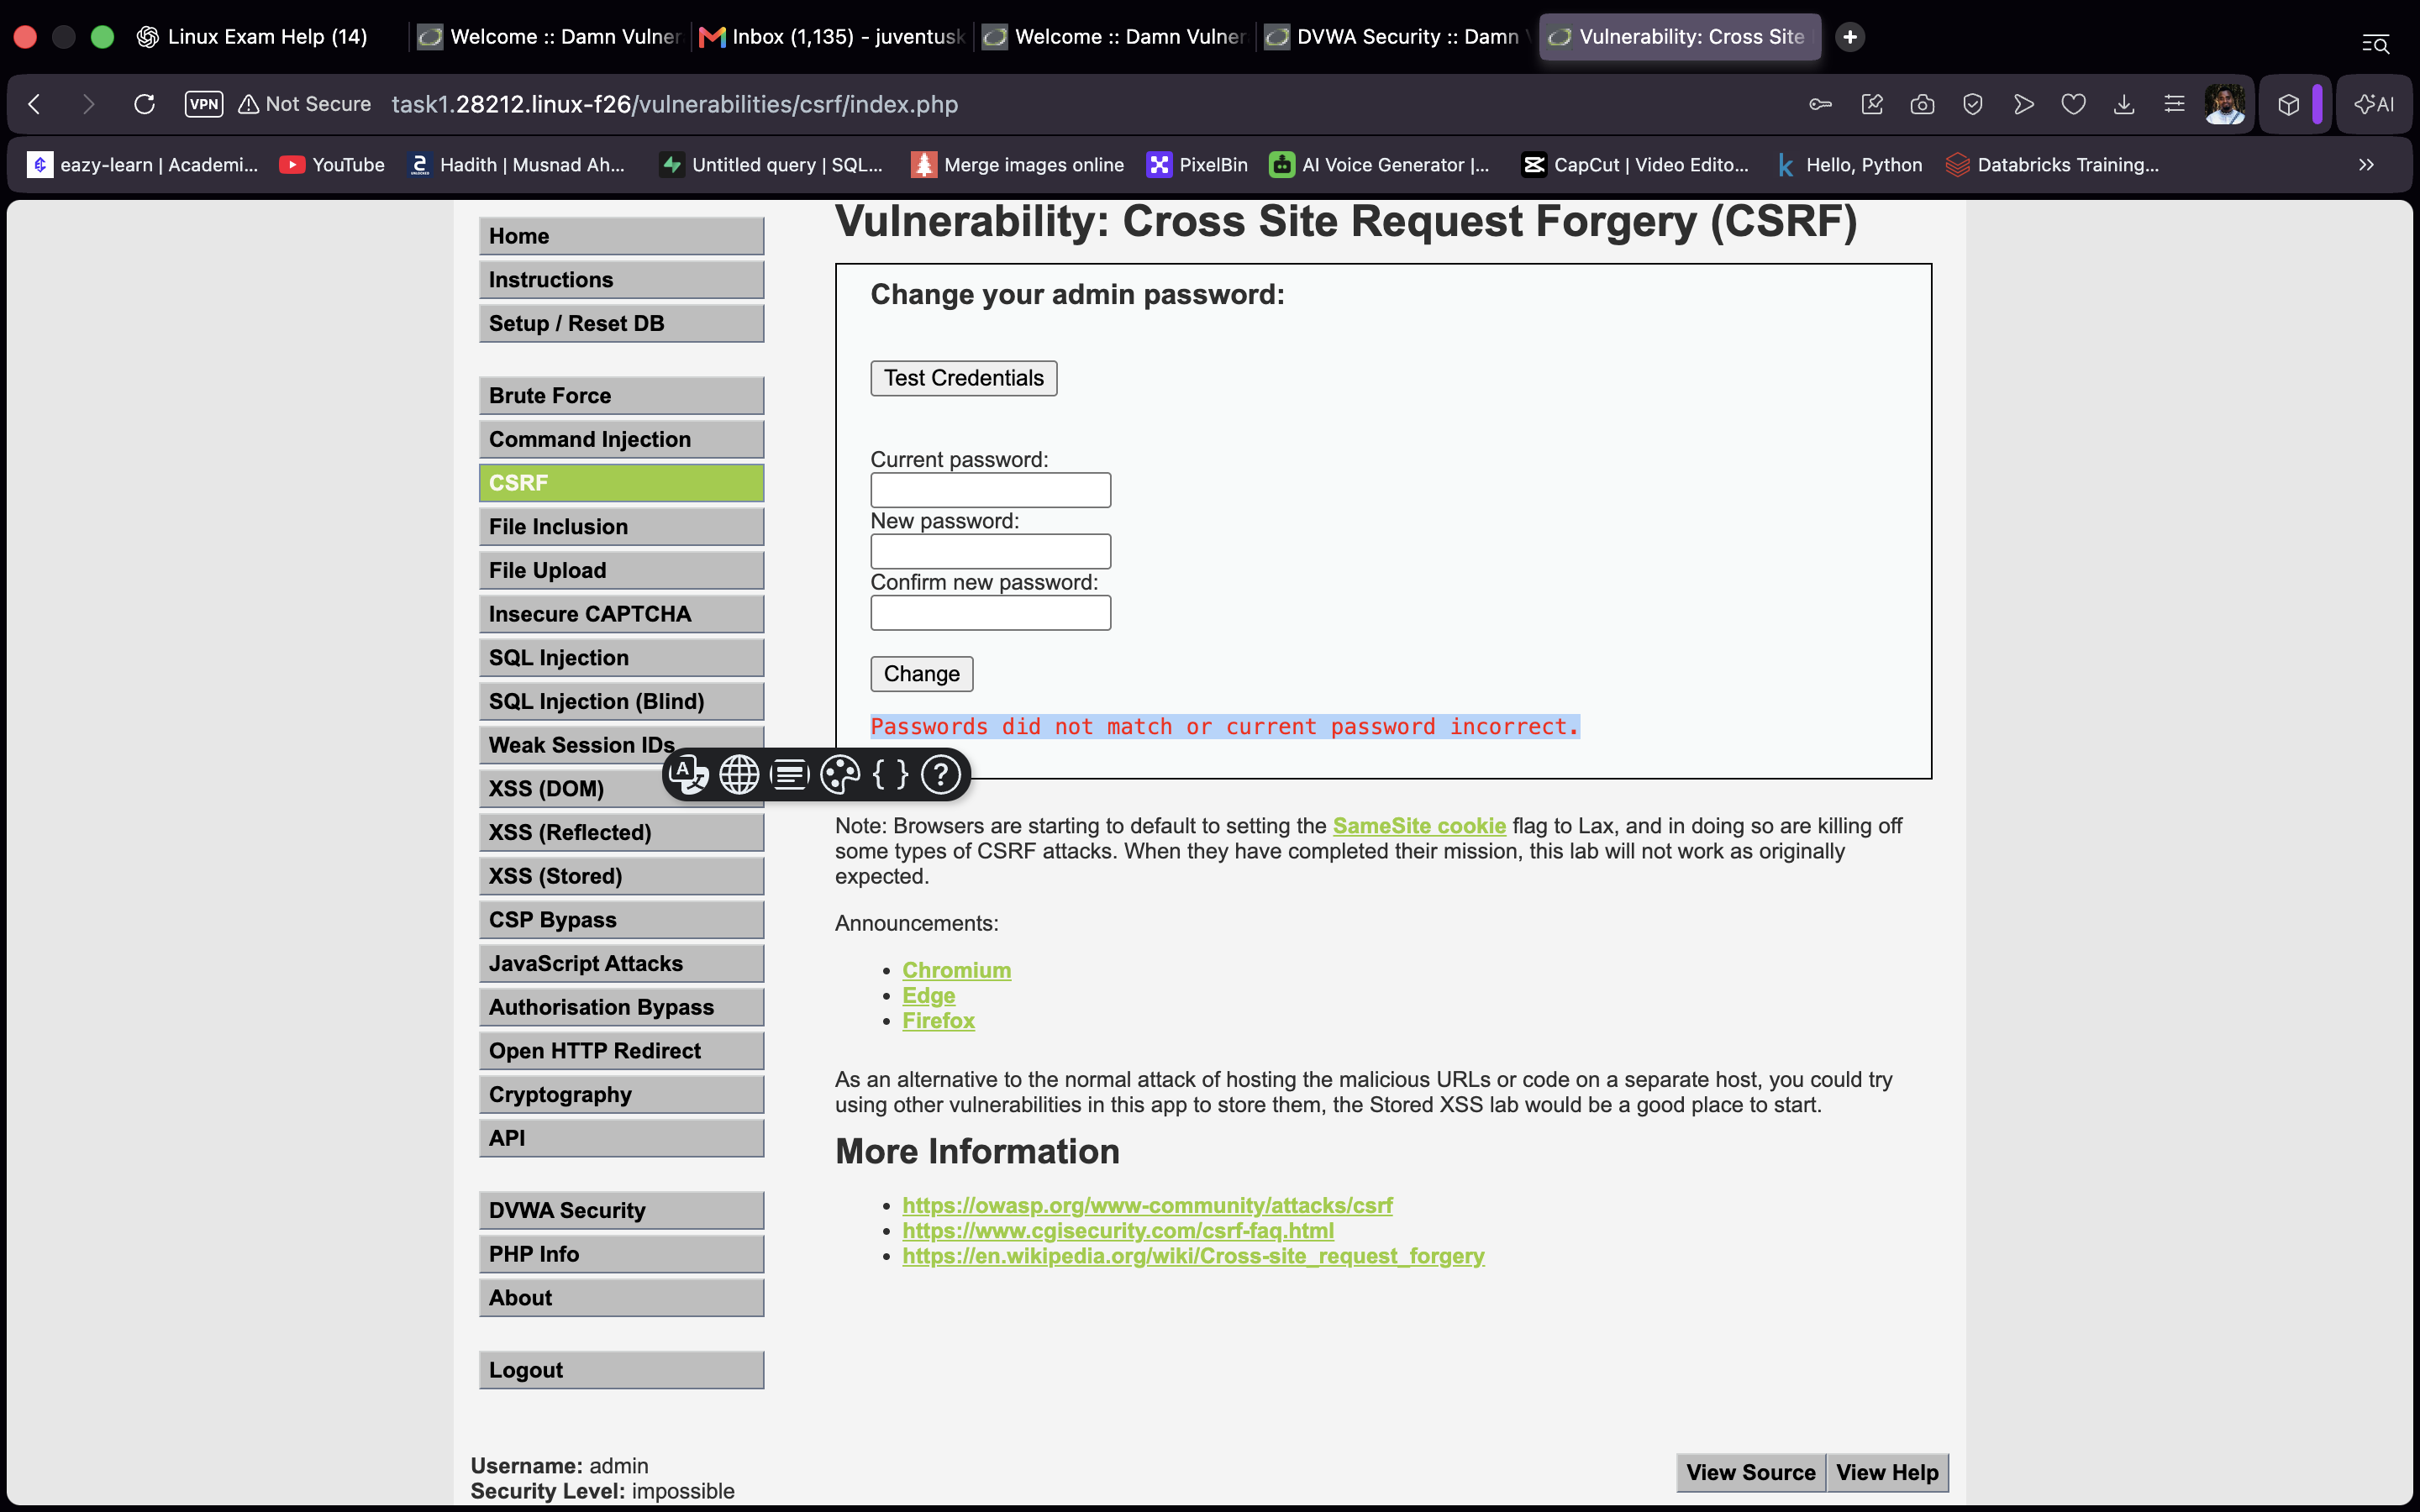 Linux Exam Help (14)
Welcome :: Damn Vulner
Inbox (1,135) - juventusk
Welcome :: Damn Vulner
DVWA Security :: Damn
Vulnerability: Cross Site
VPN
Not Secure
task1.28212.linux-f26/vulnerabilities/csrf/index.php
AI
eazy-learn | Academi...
YouTube
Hadith | Musnad Ah...
Untitled query | SQL...
Merge images online
PixelBin
AI Voice Generator |...
CapCut | Video Edito...
Hello, Python
Databricks Training...
Home
Instructions
Setup / Reset DB
Brute Force
Command Injection
CSRF
File Inclusion
File Upload
Insecure CAPTCHA
SQL Injection
SQL Injection (Blind)
Weak Session IDs
XSS (DOM)
XSS (Reflected)
XSS (Stored)
CSP Bypass
JavaScript Attacks
Authorisation Bypass
Open HTTP Redirect
Cryptography
API
DVWA Security
PHP Info
About
Logout
Vulnerability: Cross Site Request Forgery (CSRF)
Change your admin password:
Test Credentials
Current password:
New password:
Confirm new password:
Change
Passwords did not match or current password incorrect.
Note: Browsers are starting to default to setting the SameSite cookie flag to Lax, and in doing so are killing off
some types of CSRF attacks. When they have completed their mission, this lab will not work as originally
expected.
Announcements:
Chromium
Edge
Firefox
As an alternative to the normal attack of hosting the malicious URLs or code on a separate host, you could try
using other vulnerabilities in this app to store them, the Stored XSS lab would be a good place to start.
More Information
https://owasp.org/www-community/attacks/csrf
https://www.cgisecurity.com/csrf-faq.html
https://en.wikipedia.org/wiki/Cross-site_request_forgery
Username: admin
Security Level: impossible
View Source
View Help